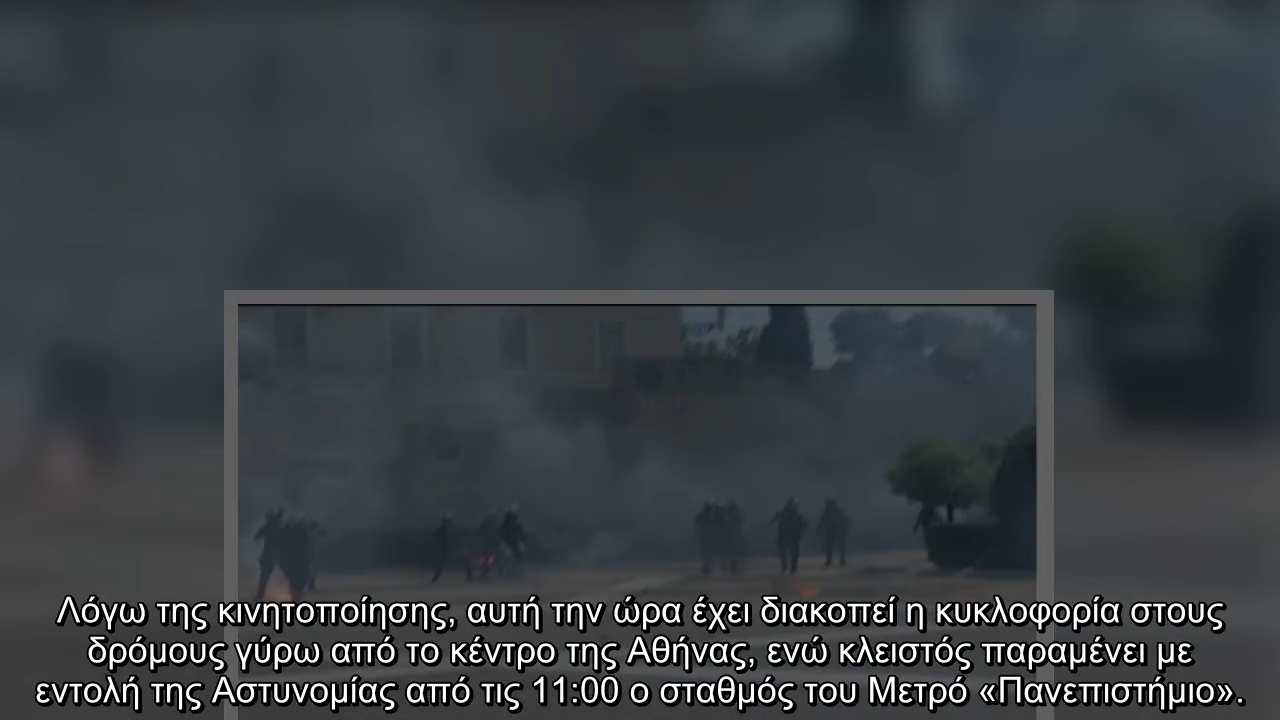 Λόγω της κινητοποίησης, αυτή την ώρα έχει διακοπεί η κυκλοφορία στους
δρόμους γύρω από το κέντρο της Αθήνας, ενώ κλειστός παραμένει με
εντολή της Αστυνομίας από τις 11:00 ο σταθμός του Μετρό «Πανεπιστήμιο».